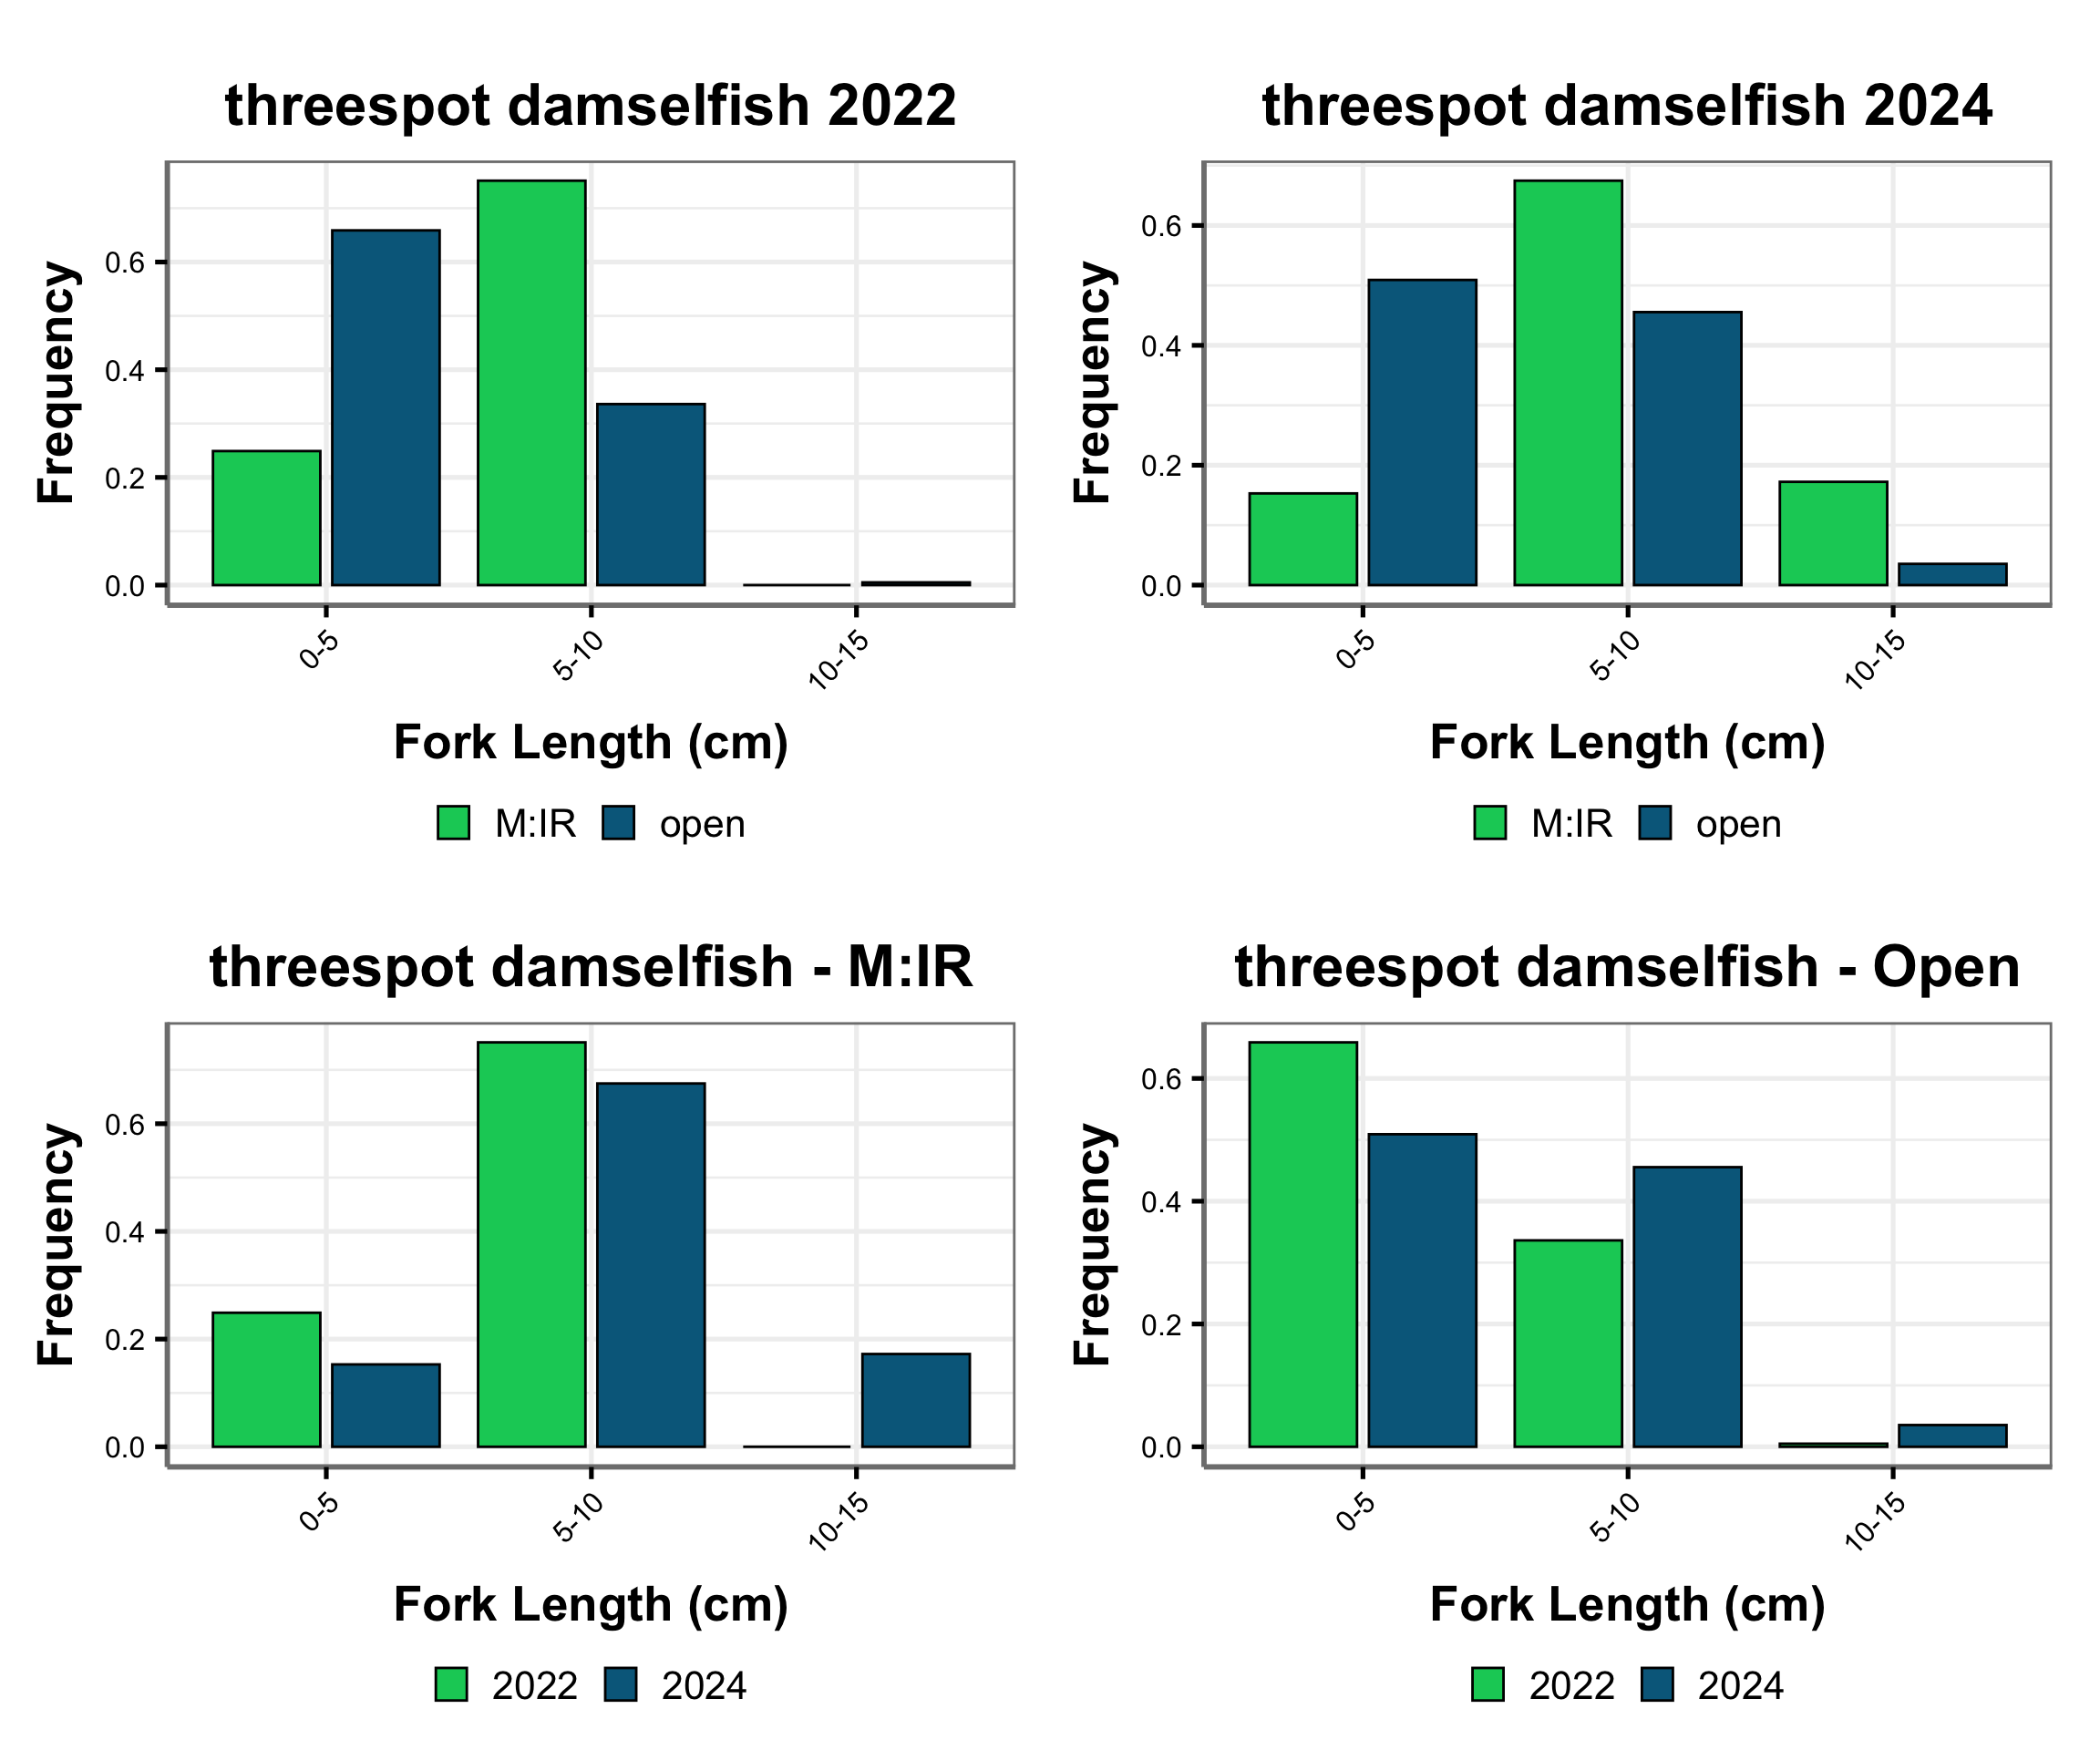 threespot damselfish 2022
Frequency
0.6
0.4
0.2
0.0
0-5
5-10
10-15
Fork Length (cm)
M:IR open
threespot damselfish 2024
Frequency
0.6
0.4
0.2
0.0
0-5
5-10
10-15
Fork Length (cm)
M:IR open
threespot damselfish - M:IR
Frequency
0.6
0.4
0.2
0.0
0-5
5-10
10-15
Fork Length (cm)
2022 2024
threespot damselfish - Open
Frequency
0.6
0.4
0.2
0.0
0-5
5-10
10-15
Fork Length (cm)
2022 2024